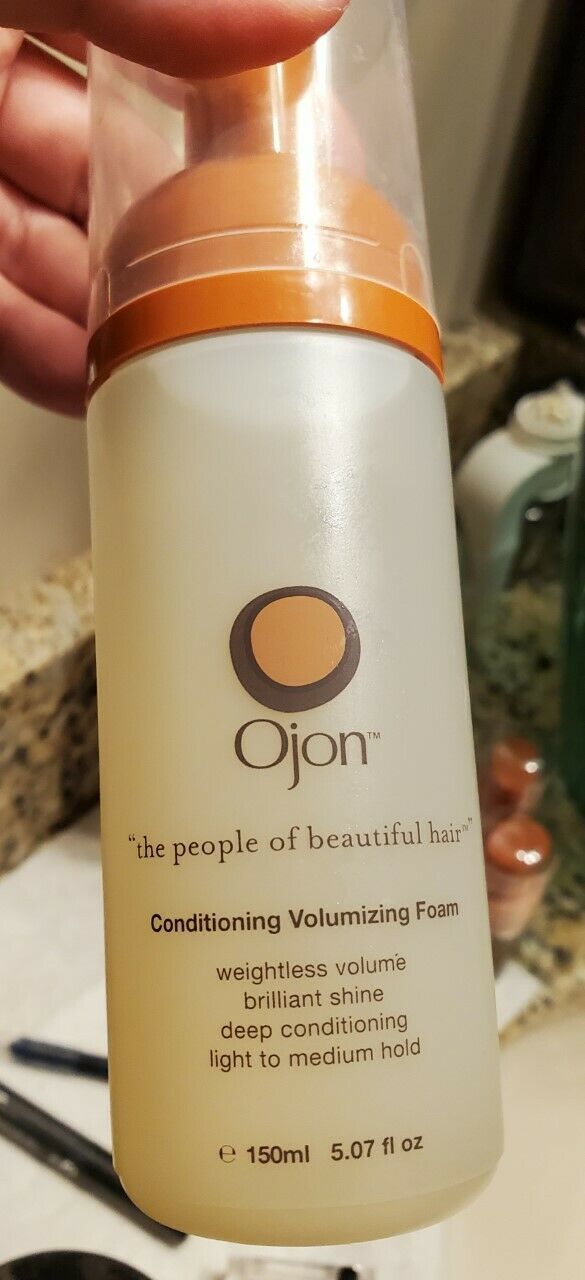 Ojon™
"the people of beautiful hair™"
Conditioning Volumizing Foam
weightless volume
brilliant shine
deep conditioning
light to medium hold
℮ 150ml 5.07 fl oz